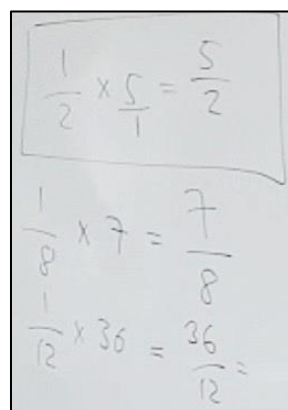 1/2 × 5/1 = 5/2
1/8 × 7 = 7/8
1/12 × 36 = 36/12 =